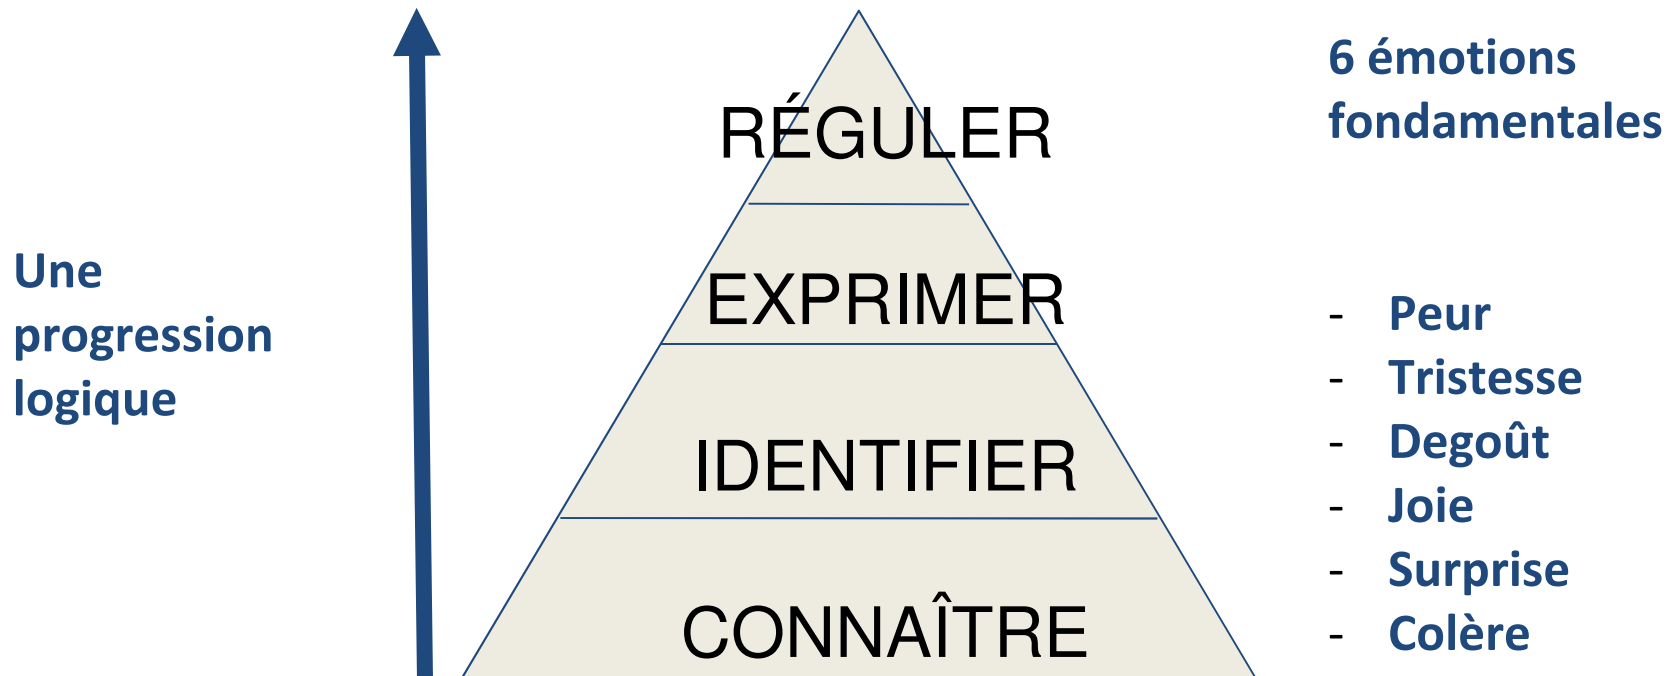 Une
progression
logique
RÉGULER
EXPRIMER
IDENTIFIER
CONNAÎTRE
6 émotions
fondamentales
- Peur
- Tristesse
- Degoût
- Joie
- Surprise
- Colère